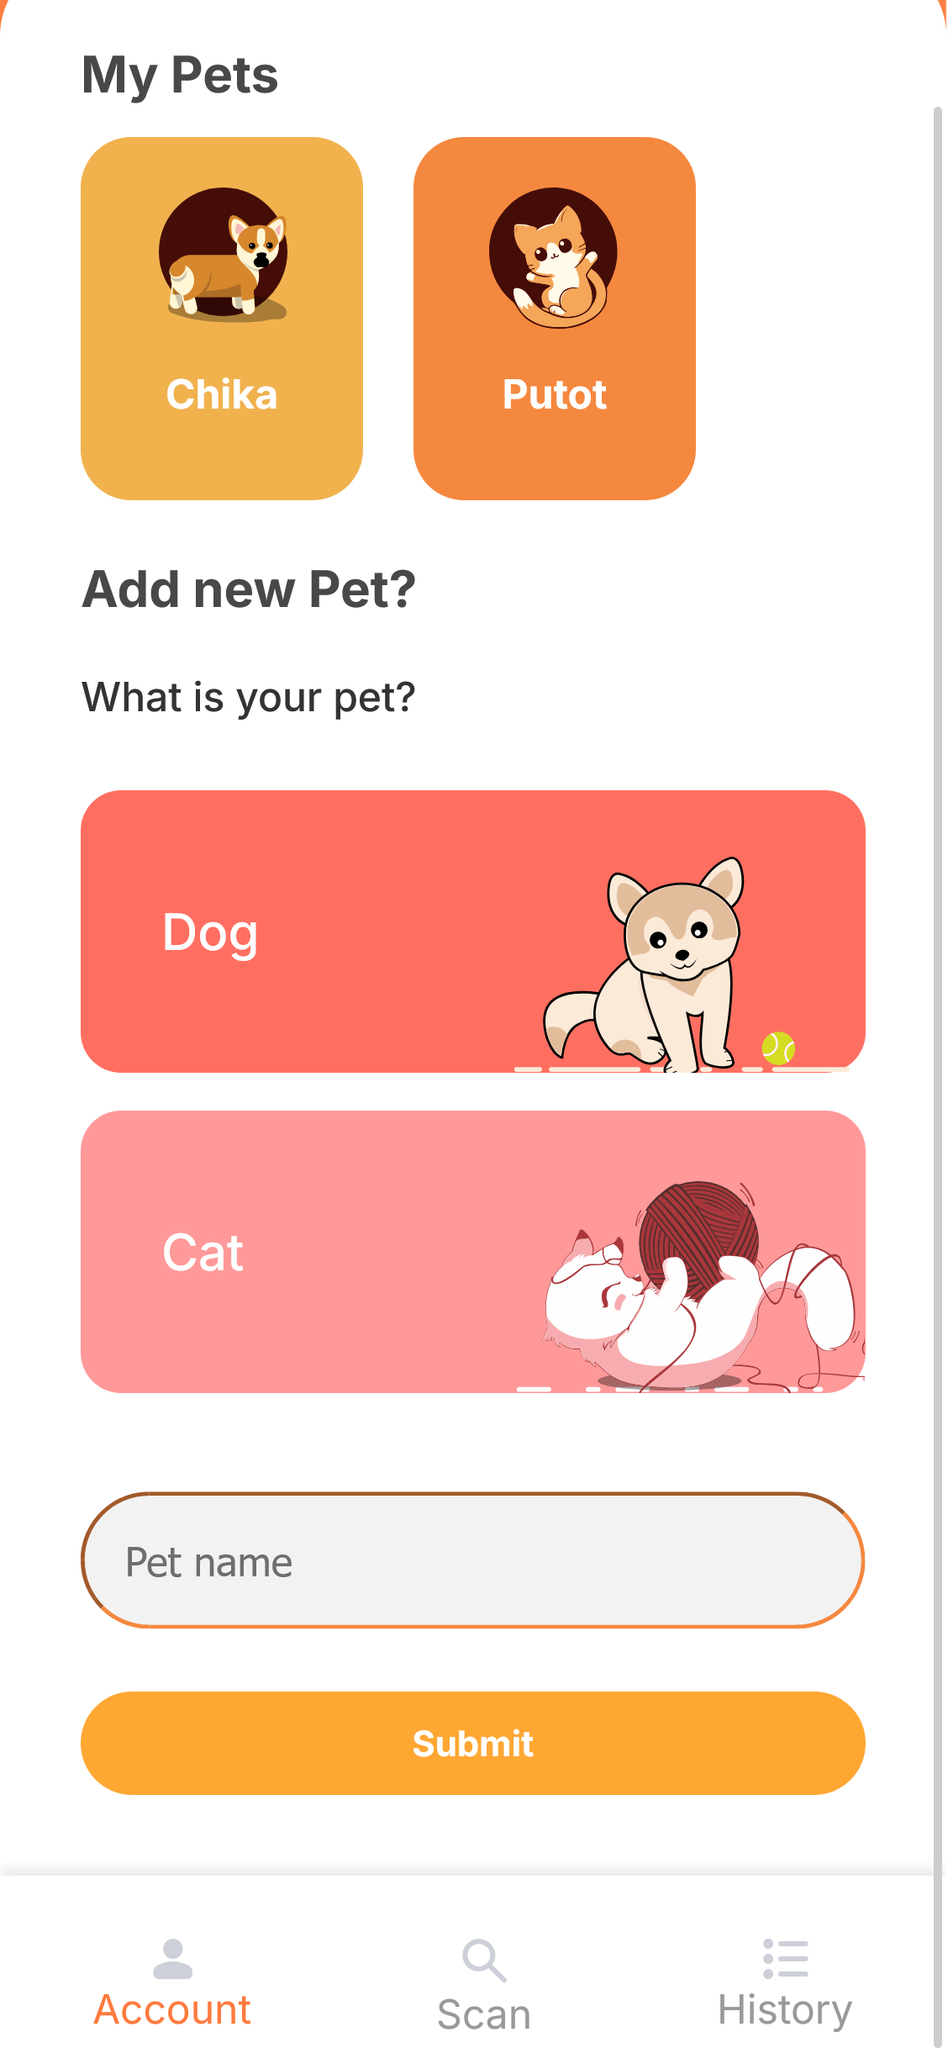 My Pets
Chika
Putot
Add new Pet?
What is your pet?
Dog
Cat
Pet name
Submit
Account
Scan
History